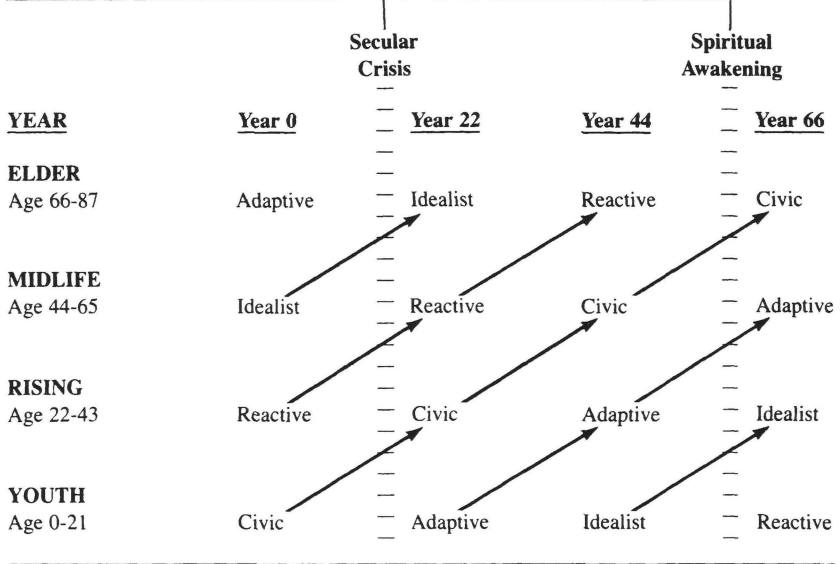 Secular Spiritual
Crisis Awakening
YEAR Year 0 Year 22 Year 44 Year 66
ELDER
Age 66-87 Adaptive Idealist Reactive Civic
MIDLIFE
Age 44-65 Idealist Reactive Civic Adaptive
RISING
Age 22-43 Reactive Civic Adaptive Idealist
YOUTH
Age 0-21 Civic Adaptive Idealist Reactive